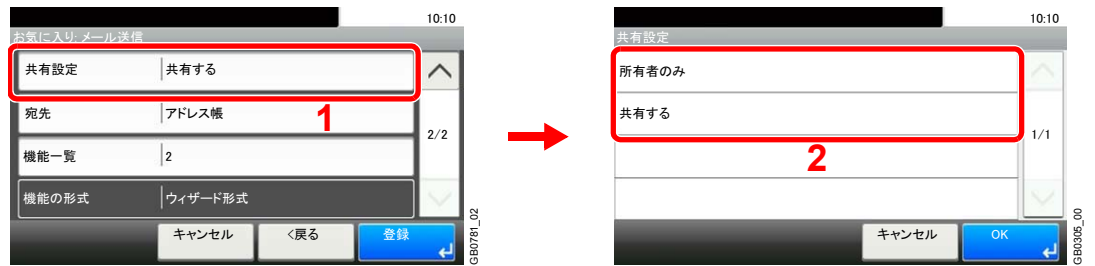 10:10
お気に入り: メール送信
共有設定 共有する
宛先 アドレス帳
1
2/2
機能一覧 2
機能の形式 ウィザード形式
キャンセル <戻る 登録
GB0781_02
10:10
共有設定
所有者のみ
共有する
1/1
2
キャンセル OK
GB0305_00